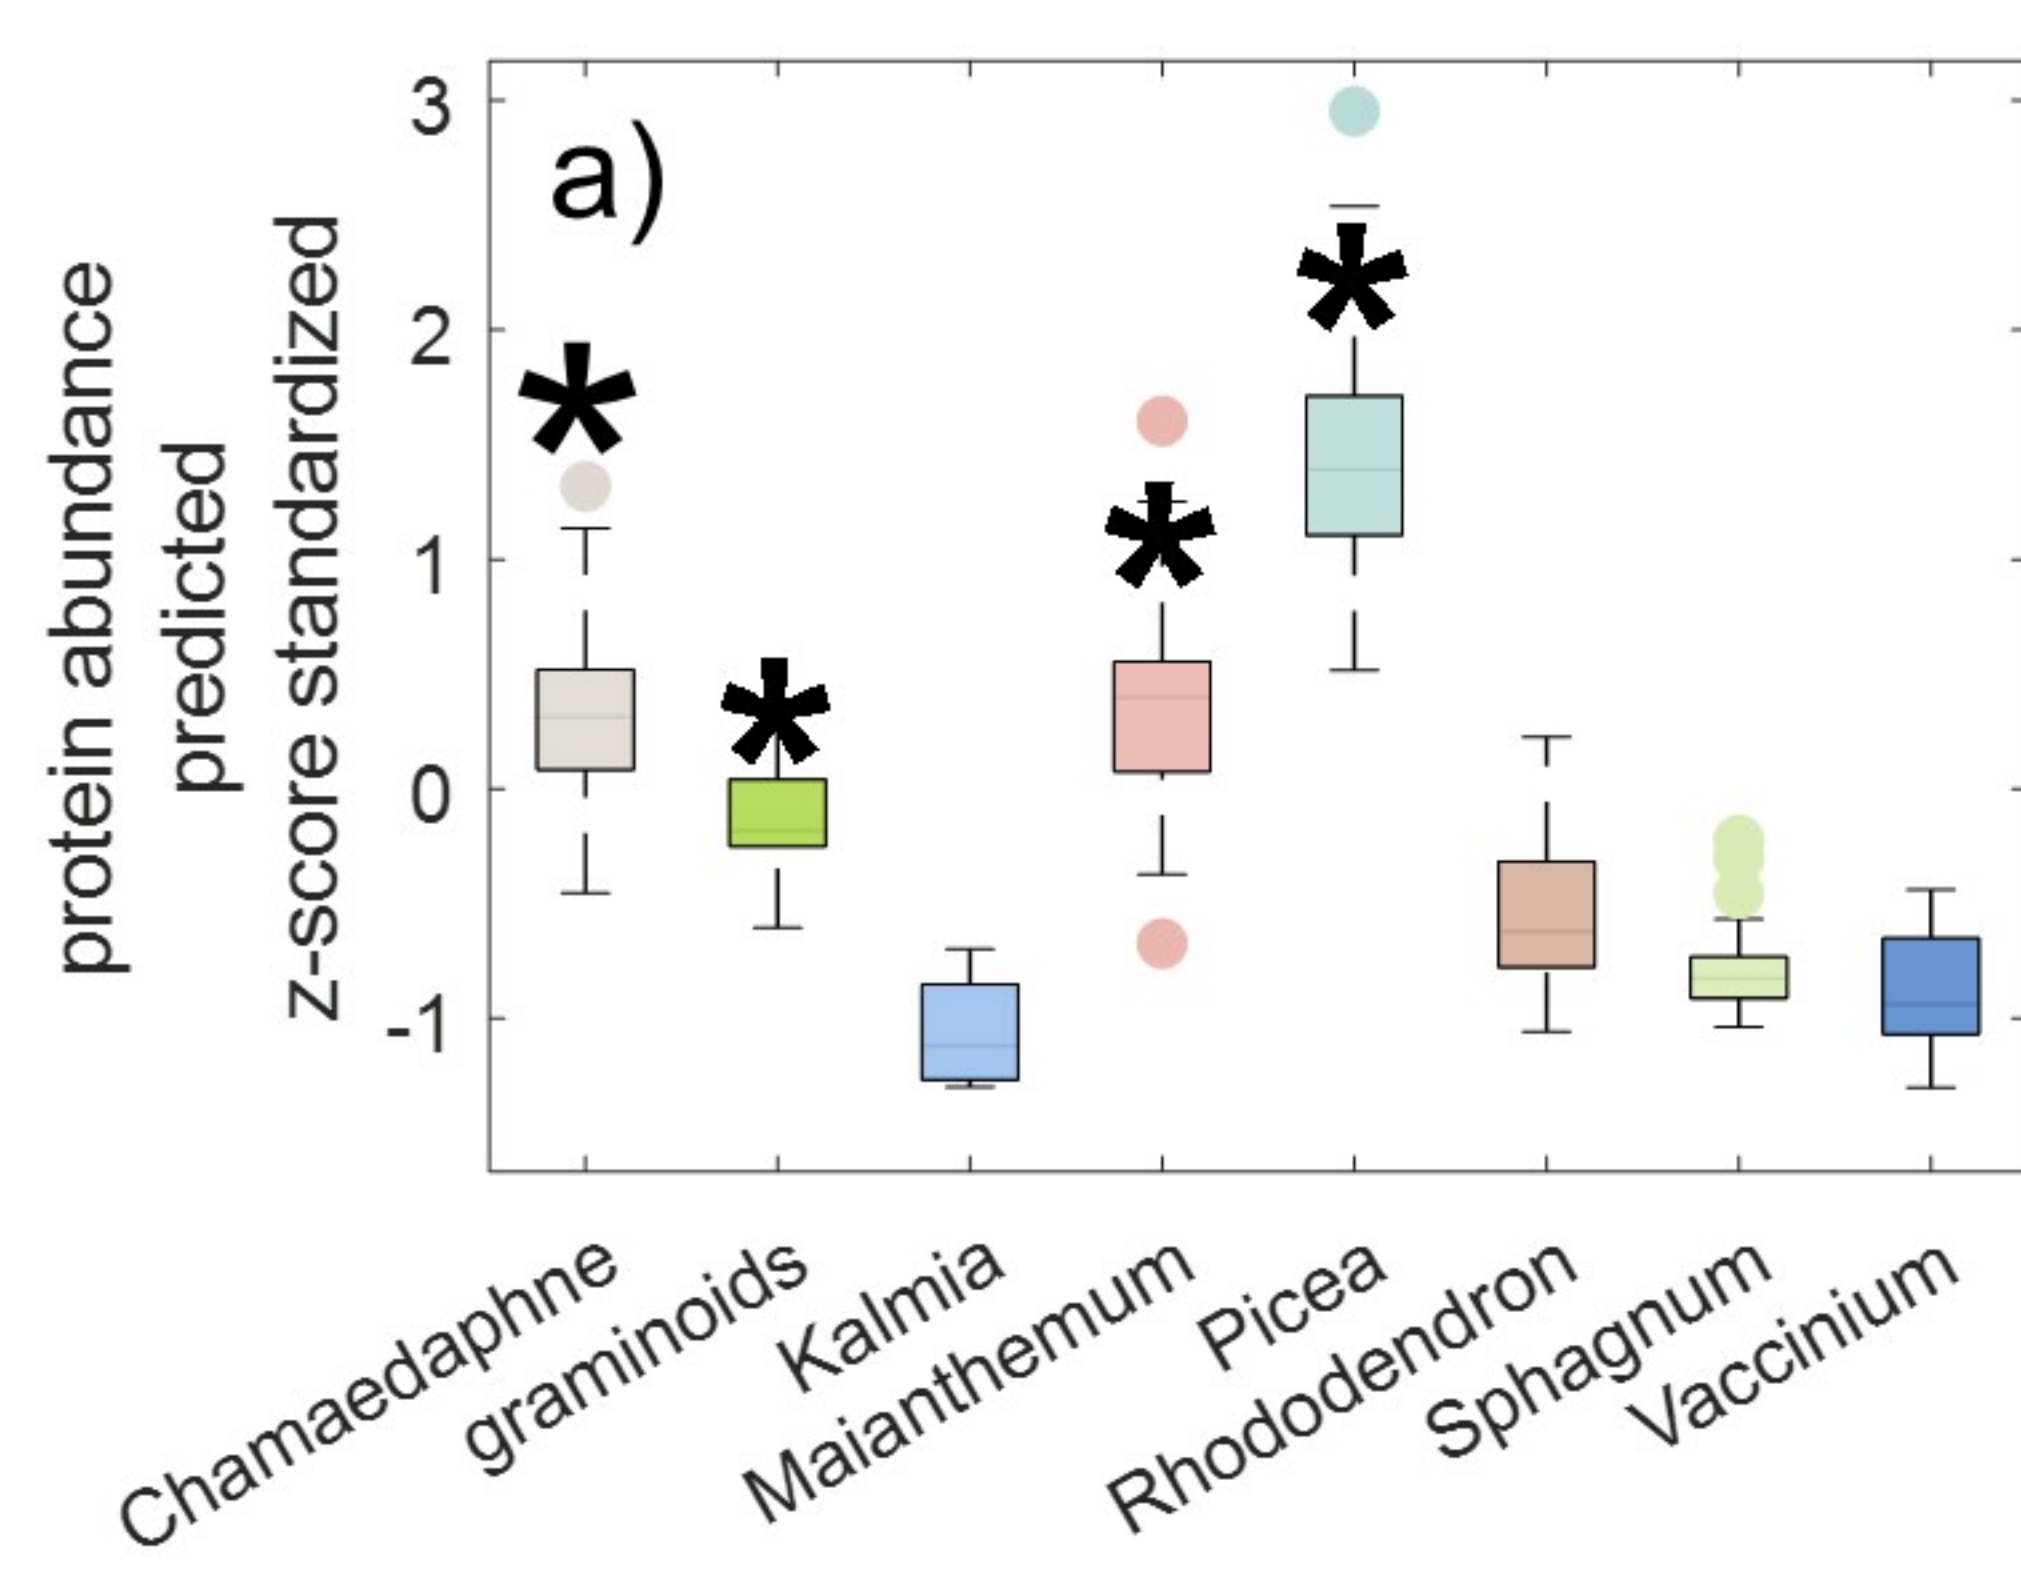 protein abundance
predicted
z-score standardized
a)
3
2
1
0
-1
*
*
*
*
Chamaedaphne
graminoids
Kalmia
Maianthemum
Picea
Rhododendron
Sphagnum
Vaccinium